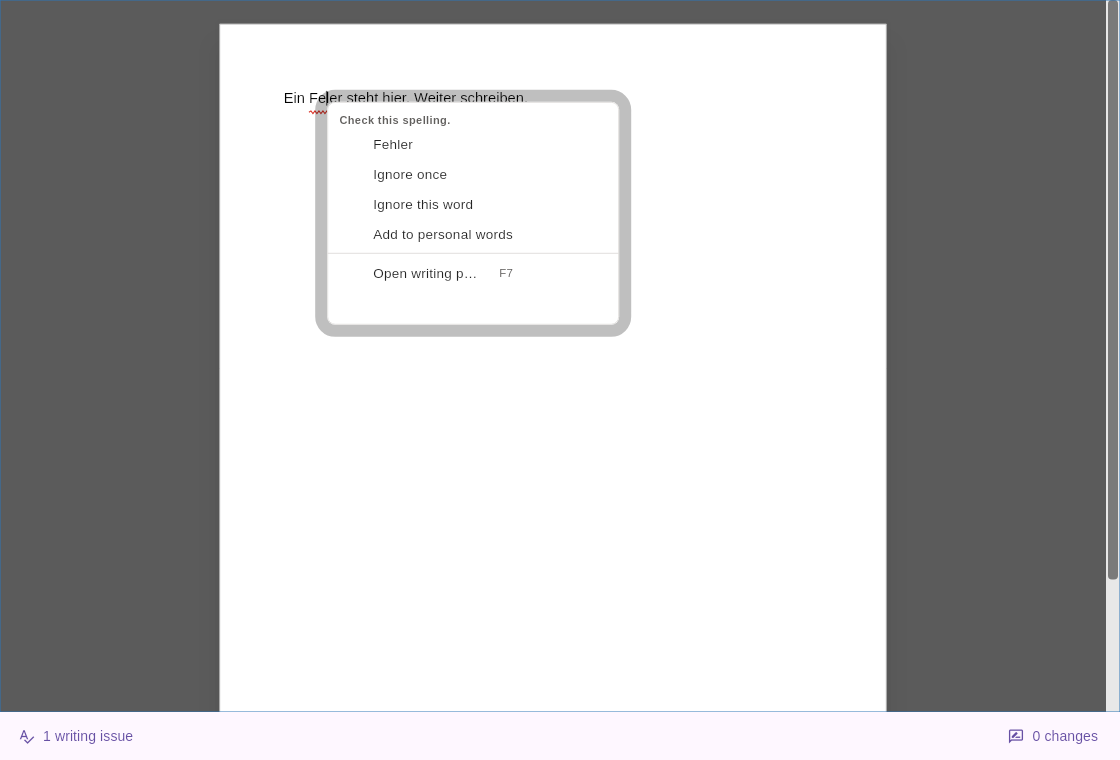 Ein Feler steht hier. Weiter schreiben.
Check this spelling.
Fehler
Ignore once
Ignore this word
Add to personal words
Open writing p… F7
1 writing issue
0 changes